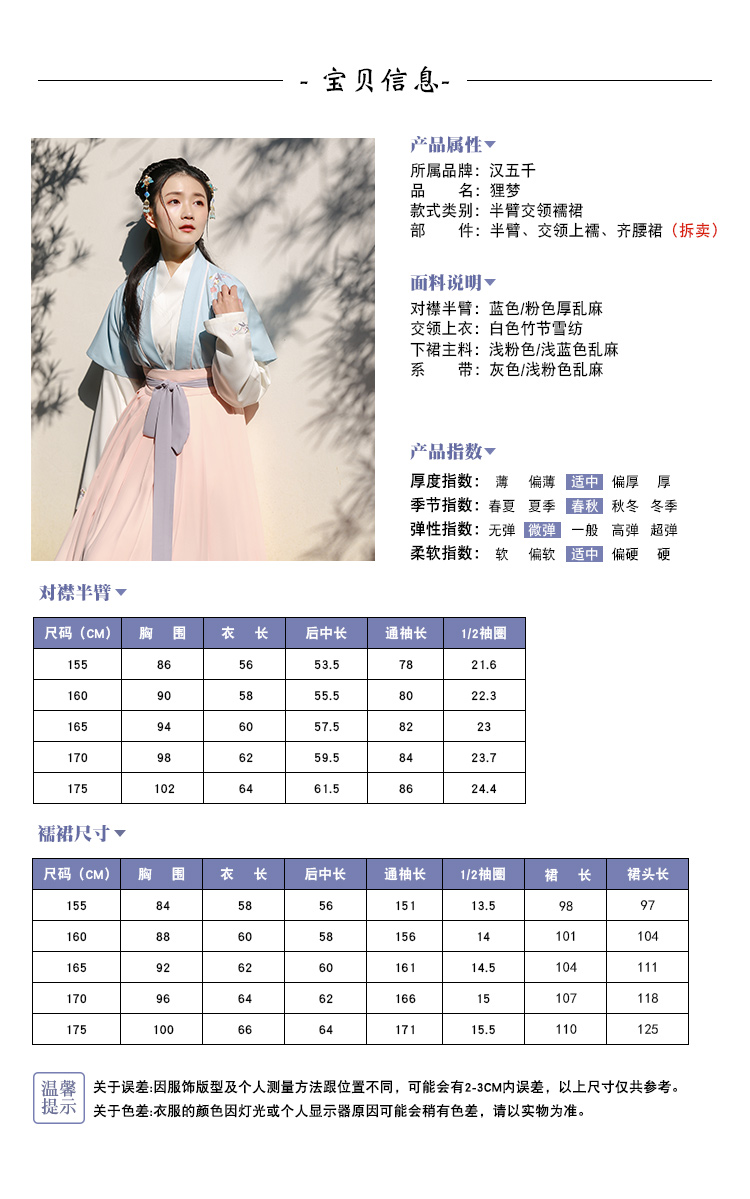 - 宝贝信息-
产品属性
所属品牌：汉五千
品 名：狸梦
款式类别：半臂交领襦裙
部 件：半臂、交领上襦、齐腰裙（拆卖）
面料说明
对襟半臂：蓝色/粉色厚乱麻
交领上衣：白色竹节雪纺
下裙主料：浅粉色/浅蓝色乱麻
系 带：灰色/浅粉色乱麻
产品指数
厚度指数：薄 偏薄 适中 偏厚 厚
季节指数：春夏 夏季 春秋 秋冬 冬季
弹性指数：无弹 微弹 一般 高弹 超弹
柔软指数：软 偏软 适中 偏硬 硬
对襟半臂
尺码（CM） 胸 围 衣 长 后中长 通袖长 1/2袖圈
155 86 56 53.5 78 21.6
160 90 58 55.5 80 22.3
165 94 60 57.5 82 23
170 98 62 59.5 84 23.7
175 102 64 61.5 86 24.4
襦裙尺寸
尺码（CM） 胸 围 衣 长 后中长 通袖长 1/2袖圈 裙 长 裙头长
155 84 58 56 151 13.5 98 97
160 88 60 58 156 14 101 104
165 92 62 60 161 14.5 104 111
170 96 64 62 166 15 107 118
175 100 66 64 171 15.5 110 125
温馨
提示
关于误差:因服饰版型及个人测量方法跟位置不同，可能会有2-3CM内误差，以上尺寸仅共参考。
关于色差:衣服的颜色因灯光或个人显示器原因可能会稍有色差，请以实物为准。